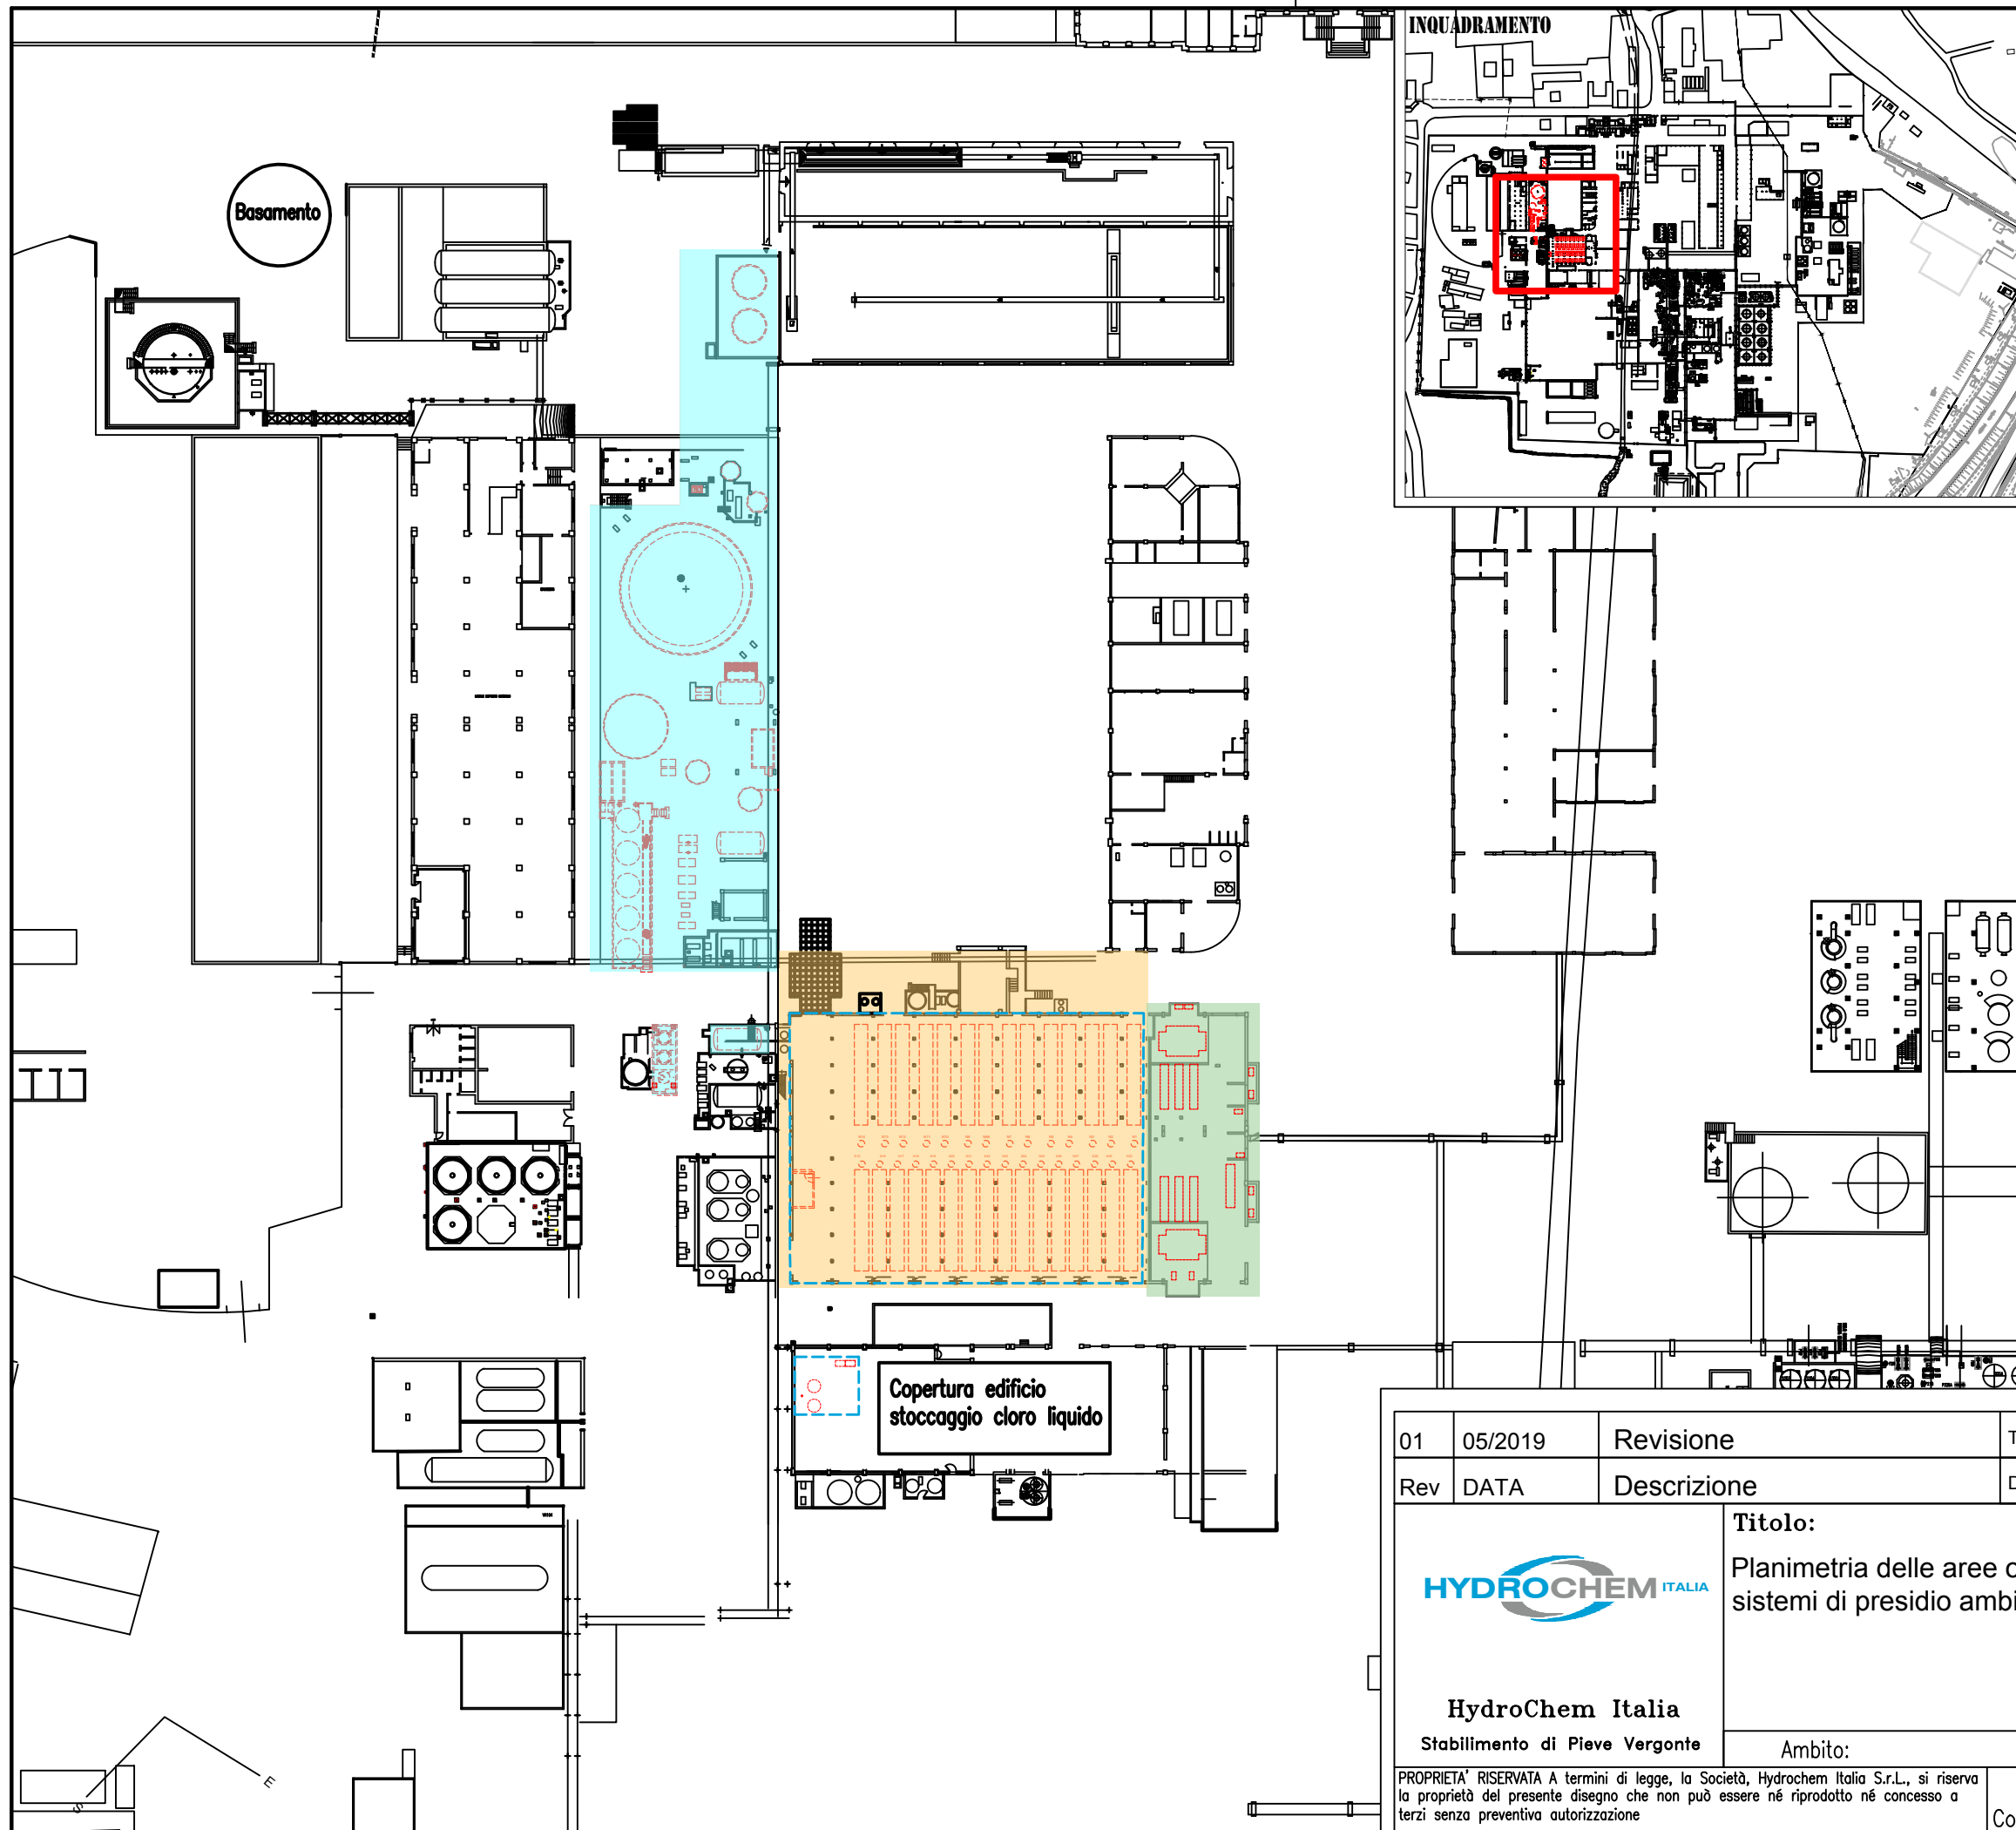 INQUADRAMENTO
Basamento
Copertura edificio
stoccaggio cloro liquido
E
S
01 05/2019 Revisione
Rev DATA Descrizione
HYDROCHEM ITALIA
Titolo:
Planimetria delle aree
sistemi di presidio
HydroChem Italia
Stabilimento di Pieve Vergonte
Ambito:
PROPRIETA' RISERVATA A termini di legge, la Società, Hydrochem Italia S.r.L., si riserva
la proprietà del presente disegno che non può essere né riprodotto né concesso a
terzi senza preventiva autorizzazione